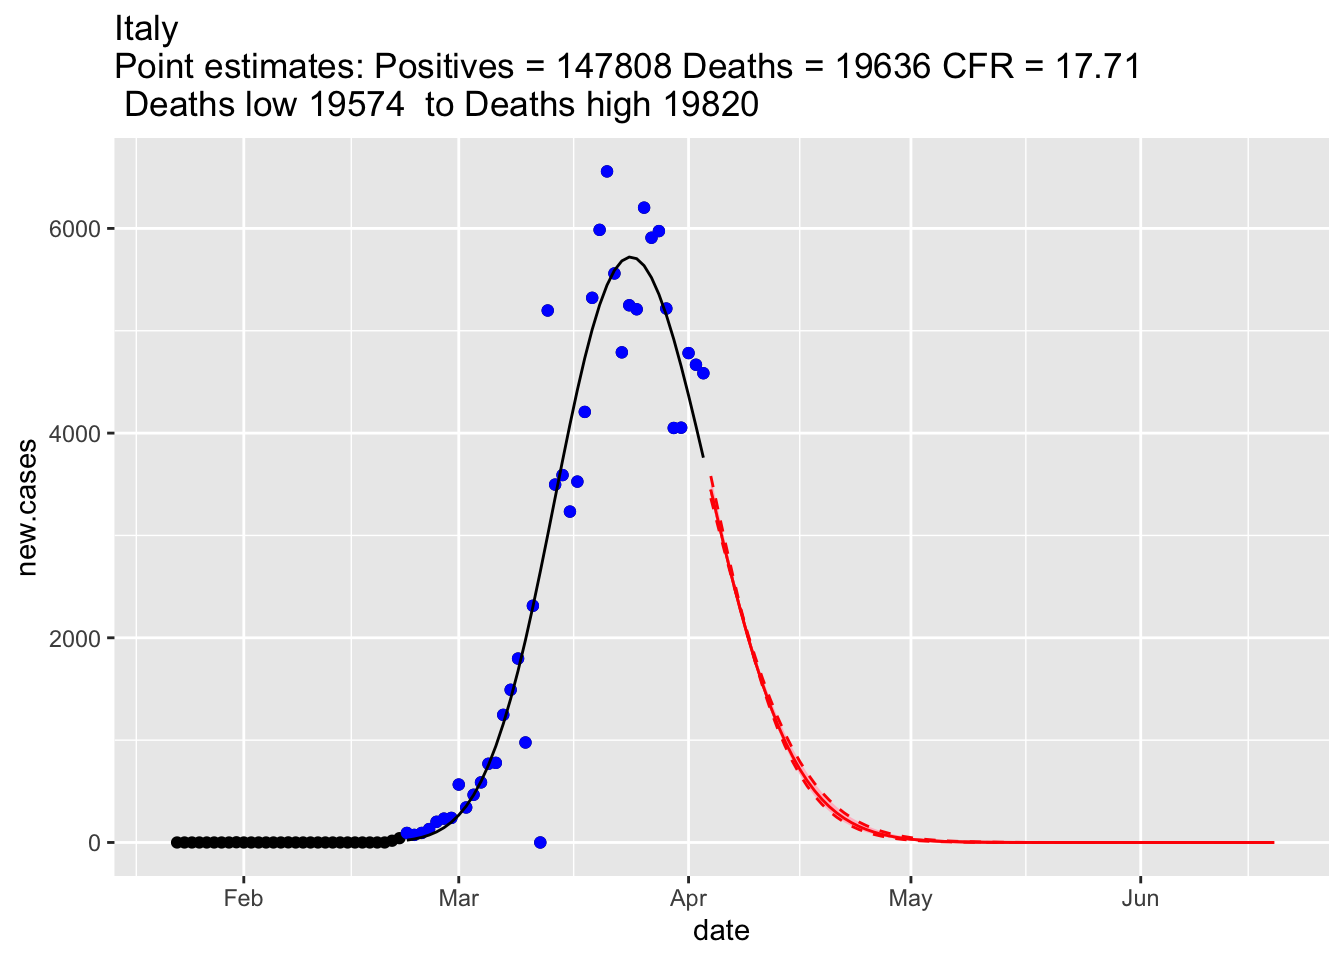 Italy
Point estimates: Positives = 147808 Deaths = 19636 CFR = 17.71
Deaths low 19574  to Deaths high 19820
6000
4000
2000
0
new.cases
Feb Mar Apr May Jun
date